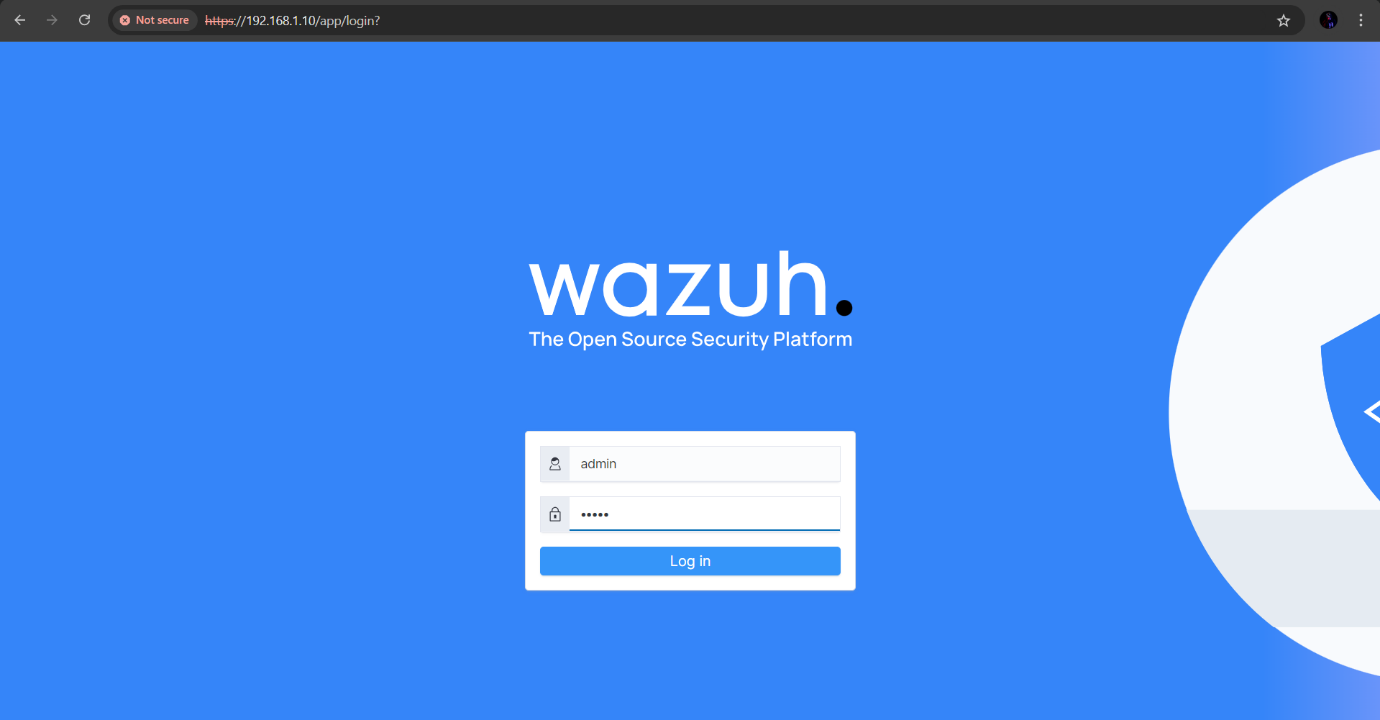 Not secure https://192.168.1.10/app/login?
wazuh.
The Open Source Security Platform
admin
•••••
Log in